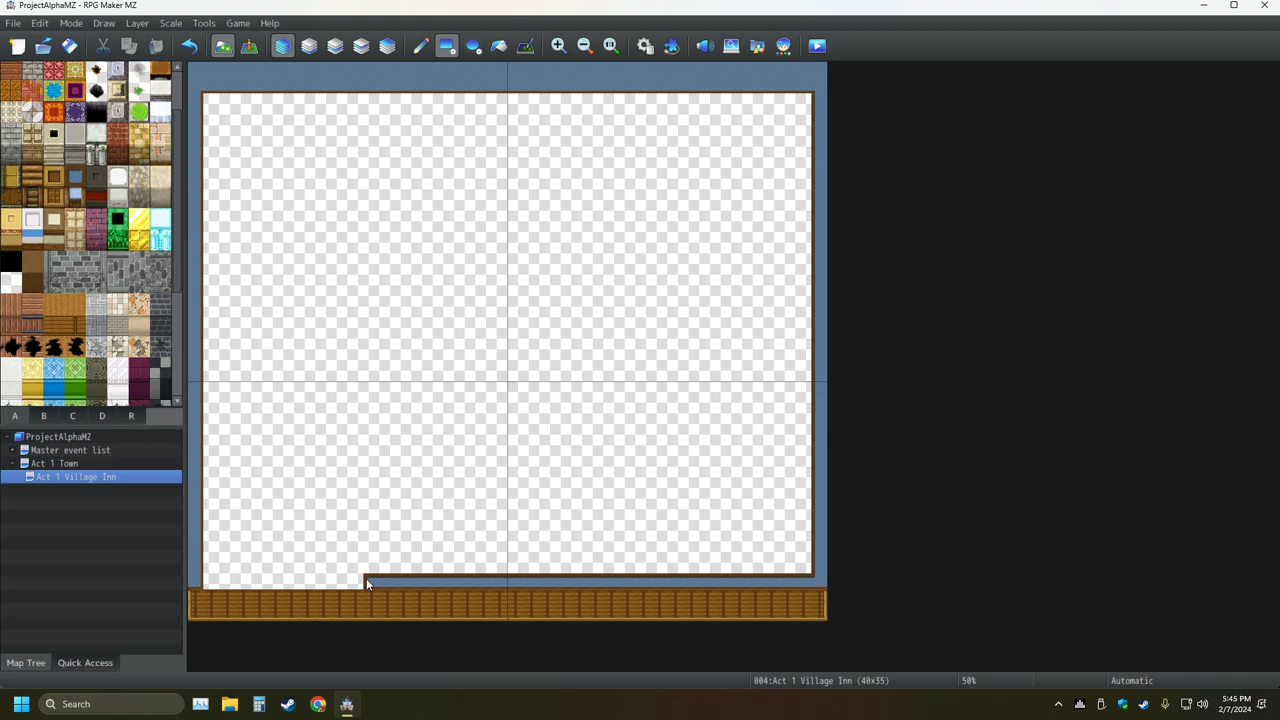 ProjectAlphaMZ - RPG Maker MZ
File Edit Mode Draw Layer Scale Tools Game Help
A B C D R
ProjectAlphaMZ
Master event list
Act 1 Town
Act 1 Village Inn
Map Tree Quick Access
004:Act 1 Village Inn (40x35) 50% Automatic
Search
5:45 PM
2/7/2024